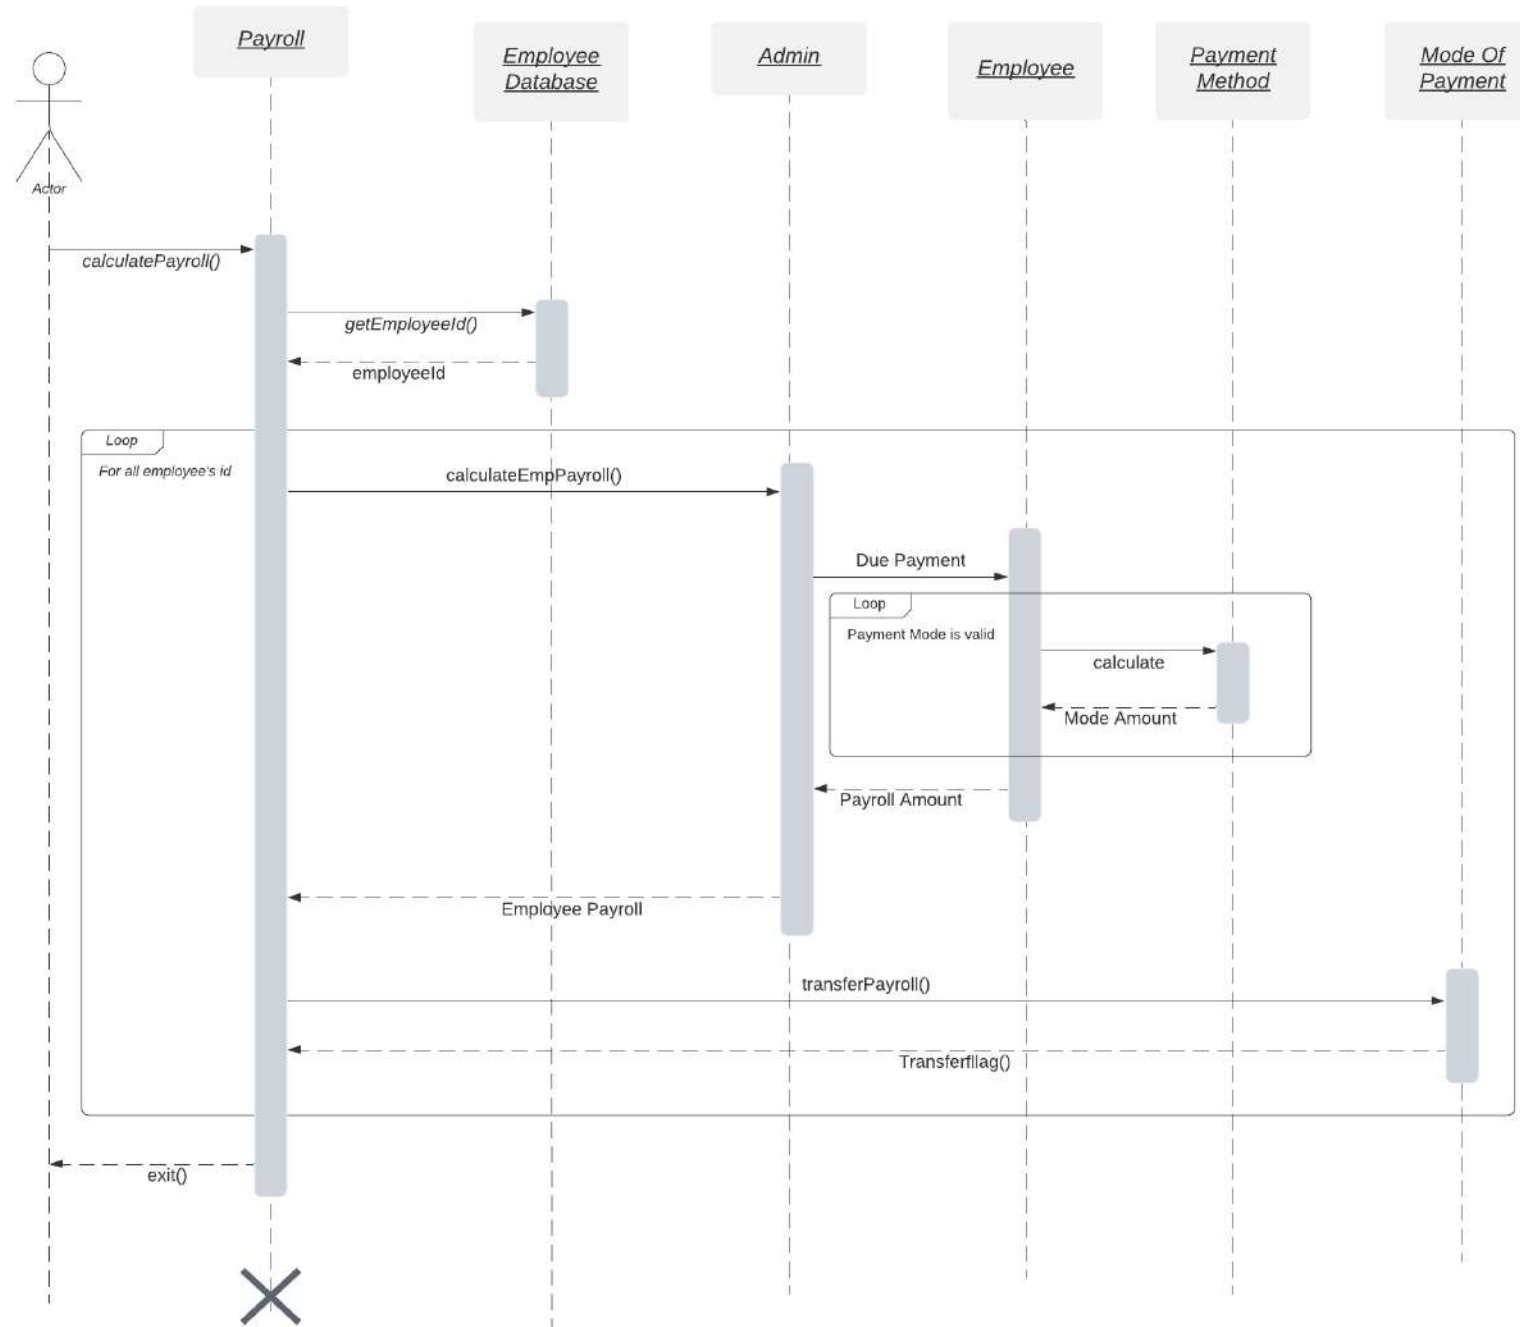 Payroll
Employee
Database
Admin
Employee
Payment
Method
Mode Of
Payment
Actor
calculatePayroll()
getEmployeeId()
employeeId
Loop
For all employee's id
calculateEmpPayroll()
Due Payment
Loop
Payment Mode is valid
calculate
Mode Amount
Payroll Amount
Employee Payroll
transferPayroll()
Transferfllag()
exit()